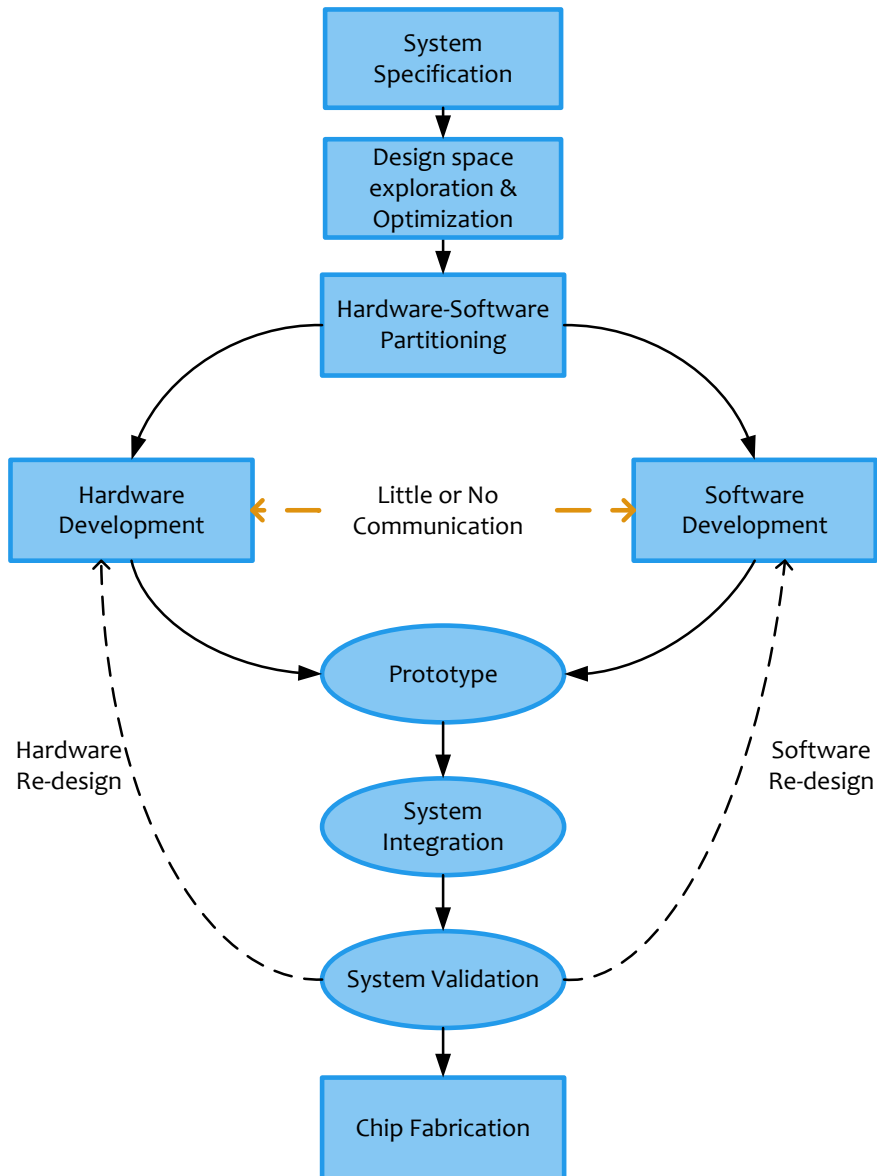 System
Specification
Design space
exploration &
Optimization
Hardware-Software
Partitioning
Hardware
Development
Little or No
Communication
Software
Development
Prototype
Hardware
Re-design
Software
Re-design
System
Integration
System Validation
Chip Fabrication